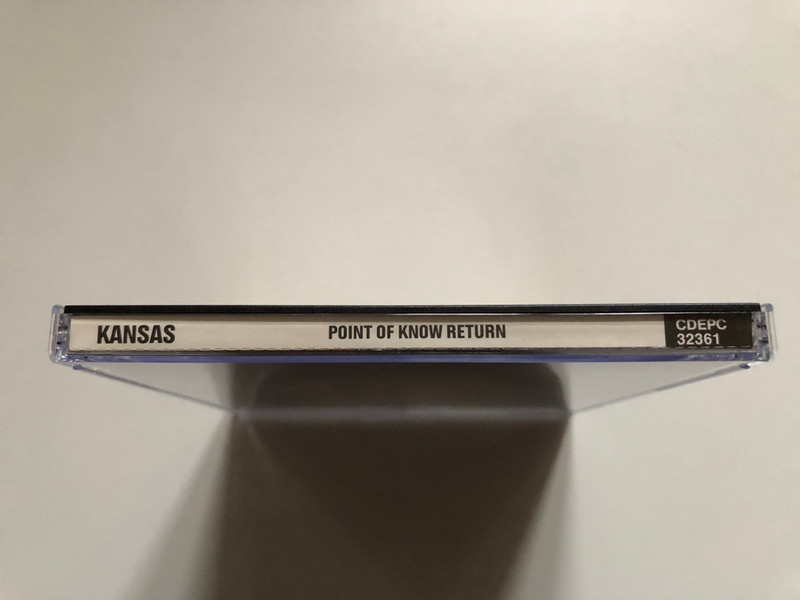 KANSAS
POINT OF KNOW RETURN
CDEPC
32361